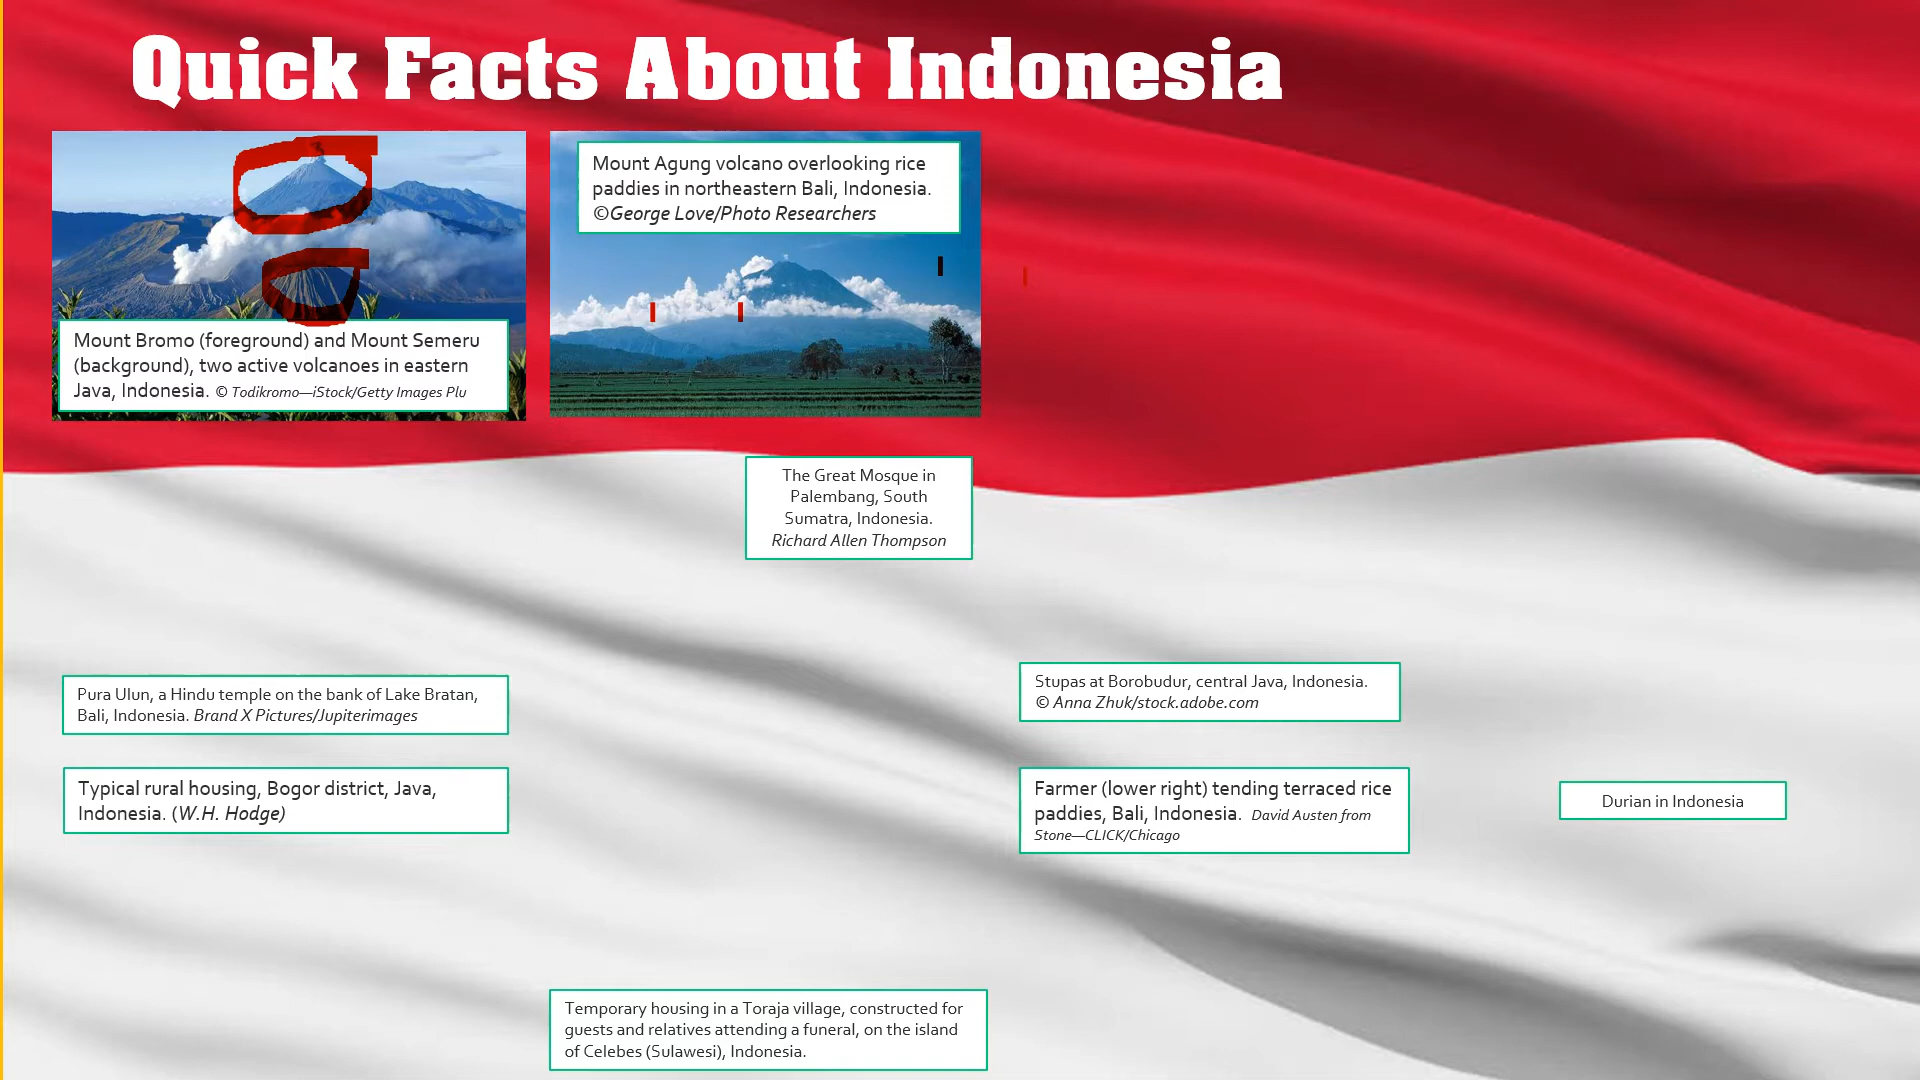 Quick Facts About Indonesia
Mount Agung volcano overlooking rice
paddies in northeastern Bali, Indonesia.
©George Love/Photo Researchers
Mount Bromo (foreground) and Mount Semeru
(background), two active volcanoes in eastern
Java, Indonesia. © Todikromo—iStock/Getty Images Plu
The Great Mosque in
Palembang, South
Sumatra, Indonesia.
Richard Allen Thompson
Pura Ulun, a Hindu temple on the bank of Lake Bratan,
Bali, Indonesia. Brand X Pictures/Jupiterimages
Stupas at Borobudur, central Java, Indonesia.
© Anna Zhuk/stock.adobe.com
Typical rural housing, Bogor district, Java,
Indonesia. (W.H. Hodge)
Farmer (lower right) tending terraced rice
paddies, Bali, Indonesia. David Austen from
Stone—CLICK/Chicago
Durian in Indonesia
Temporary housing in a Toraja village, constructed for
guests and relatives attending a funeral, on the island
of Celebes (Sulawesi), Indonesia.